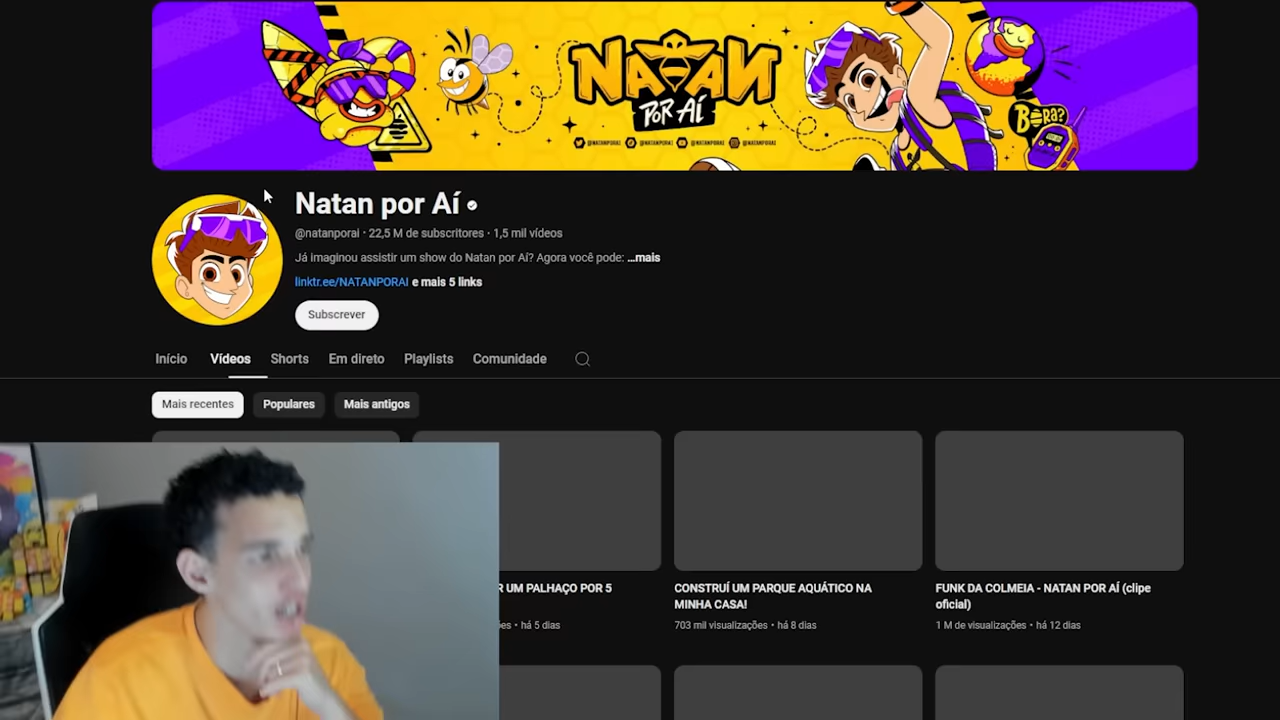 NATAN
POR AÍ
BORA?
@NATANPORAI @NATANPORAI @NATANPORAI @NATANPORAI
Natan por Aí
@natanporai · 22,5 M de subscritores · 1,5 mil vídeos
Já imaginou assistir um show do Natan por Aí? Agora você pode: ...mais
linktr.ee/NATANPORAI e mais 5 links
Subscrever
Início Vídeos Shorts Em direto Playlists Comunidade
Mais recentes Populares Mais antigos
R UM PALHAÇO POR 5
es · há 5 dias
CONSTRUÍ UM PARQUE AQUÁTICO NA
MINHA CASA!
703 mil visualizações · há 8 dias
FUNK DA COLMEIA - NATAN POR AÍ (clipe
oficial)
1 M de visualizações · há 12 dias